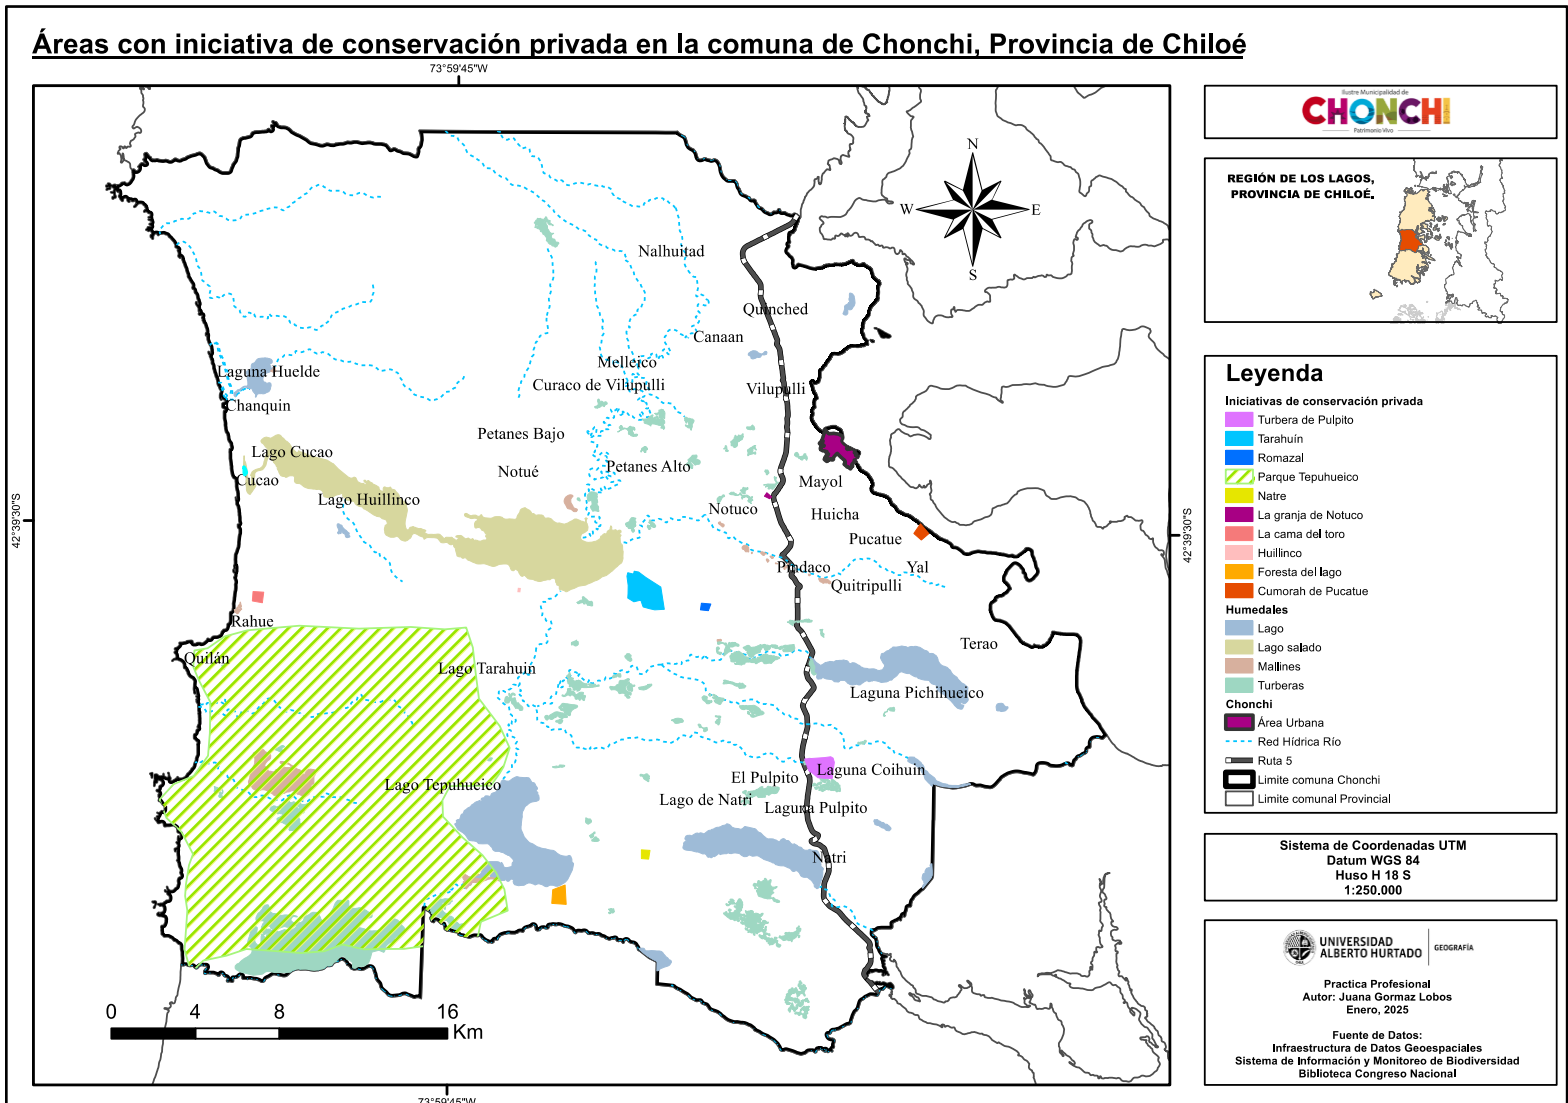 Áreas con iniciativa de conservación privada en la comuna de Chonchi, Provincia de Chiloé
73°59'45"W
N
W
E
S
Nalhuitad
Quinched
Canaan
Melleico
Laguna Huelde
Curaco de Vilupulli
Vilupulli
Chanquin
Petanes Bajo
Lago Cucao
Notué
Petanes Alto
Cucao
Mayol
Lago Huillinco
Notuco
Huicha
42°39'30"S
42°39'30"S
Pucatue
Pindaco
Yal
Quitripulli
Rahue
Terao
Quilán
Lago Tarahuin
Laguna Pichihueico
El Pulpito
Laguna Coihuin
Lago Tepuhueico
Lago de Natri
Laguna Pulpito
Natri
0
4
8
16
Km
73°59'45"W
Ilustre Municipalidad de
CHONCHI
Patrimonio Vivo
REGIÓN DE LOS LAGOS,
PROVINCIA DE CHILOÉ.
Leyenda
Iniciativas de conservación privada
Turbera de Pulpito
Tarahuín
Romazal
Parque Tepuhueico
Natre
La granja de Notuco
La cama del toro
Huillinco
Foresta del lago
Cumorah de Pucatue
Humedales
Lago
Lago salado
Mallines
Turberas
Chonchi
Área Urbana
Red Hídrica Río
Ruta 5
Limite comuna Chonchi
Limite comunal Provincial
Sistema de Coordenadas UTM
Datum WGS 84
Huso H 18 S
1:250.000
UNIVERSIDAD
ALBERTO HURTADO
GEOGRAFÍA
Practica Profesional
Autor: Juana Gormaz Lobos
Enero, 2025
Fuente de Datos:
Infraestructura de Datos Geoespaciales
Sistema de Información y Monitoreo de Biodiversidad
Biblioteca Congreso Nacional